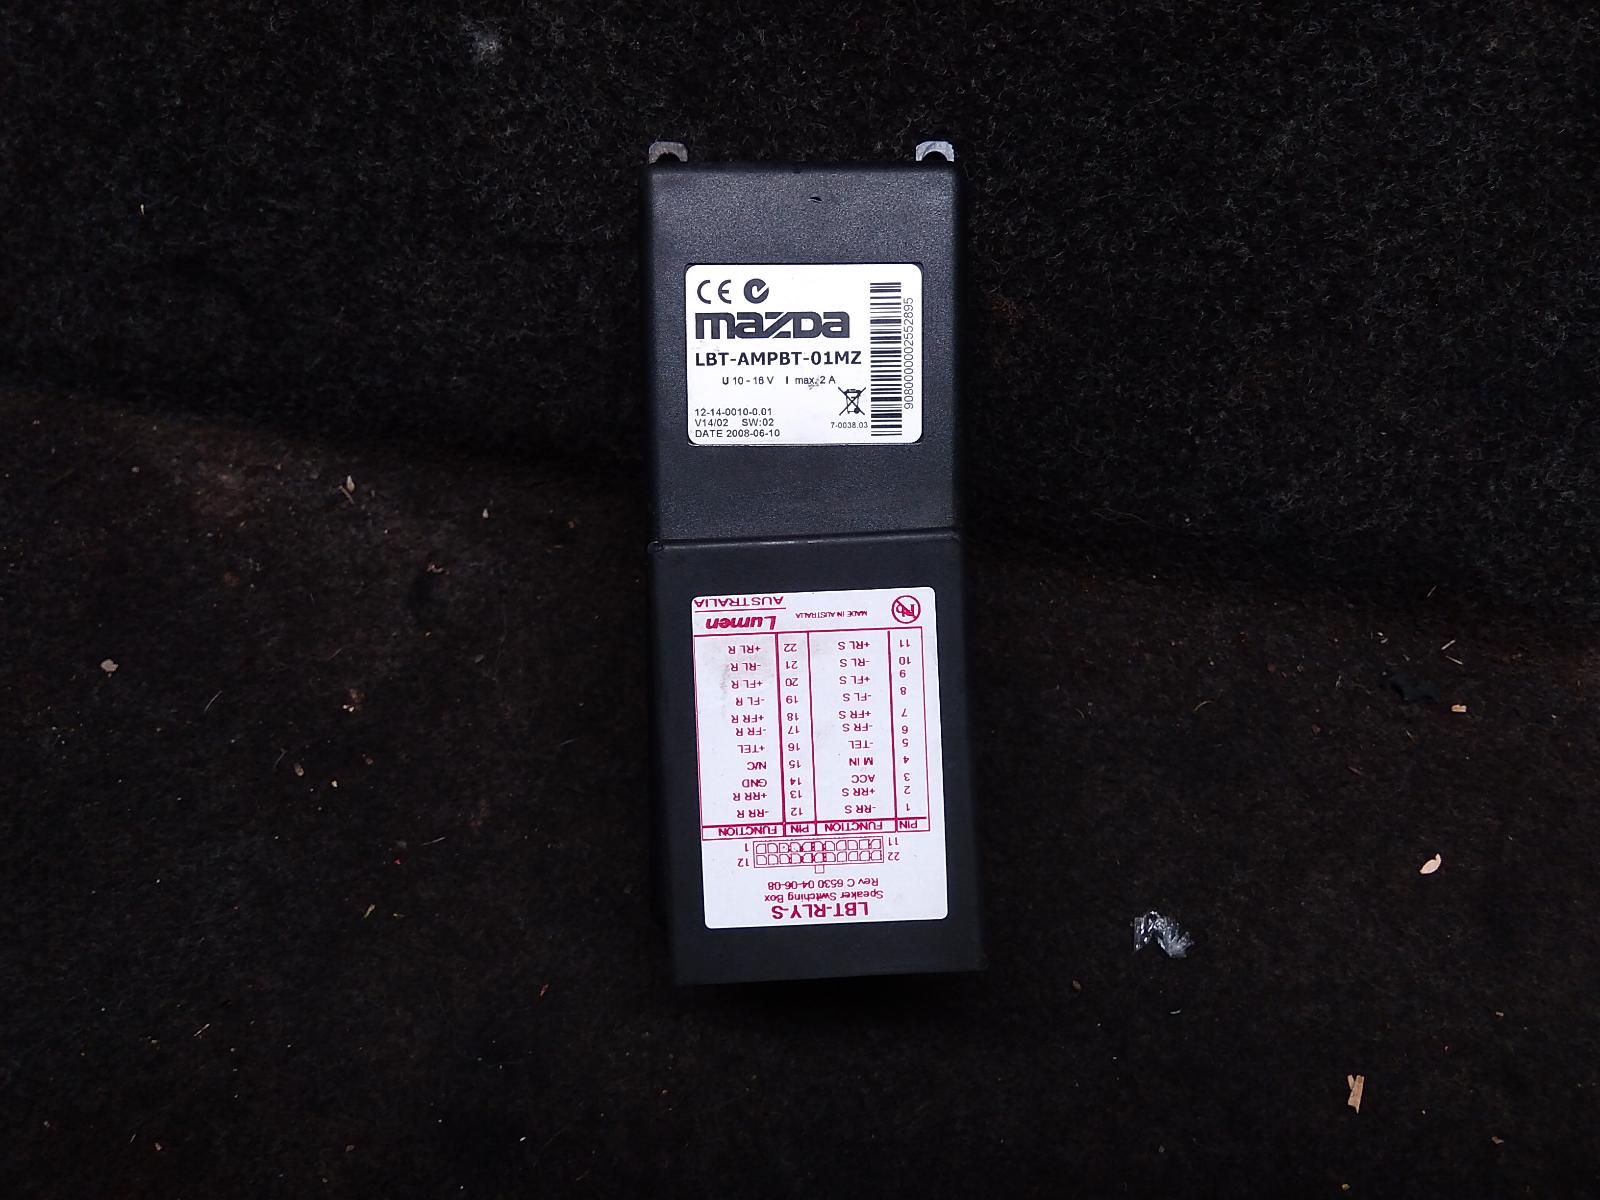 CE
mazda
LBT-AMPBT-01MZ
U 10 - 16 V I max. 2 A
12-14-0010-0.01
V14/02 SW:02
DATE 2008-06-10
7-0038.03
9080000002552895
LBT-RLY-S
Speaker Switching Box
Rev C 6530 04-06-08
22 12
11 1
PIN FUNCTION PIN FUNCTION
1 -RR S 12 -RR R
2 +RR S 13 +RR R
3 ACC 14 GND
4 M IN 15 N/C
5 -TEL 16 +TEL
6 -FR S 17 -FR R
7 +FR S 18 +FR R
8 -FL S 19 -FL R
9 +FL S 20 +FL R
10 -RL S 21 -RL R
11 +RL S 22 +RL R
Pb MADE IN AUSTRALIA Lumen
AUSTRALIA